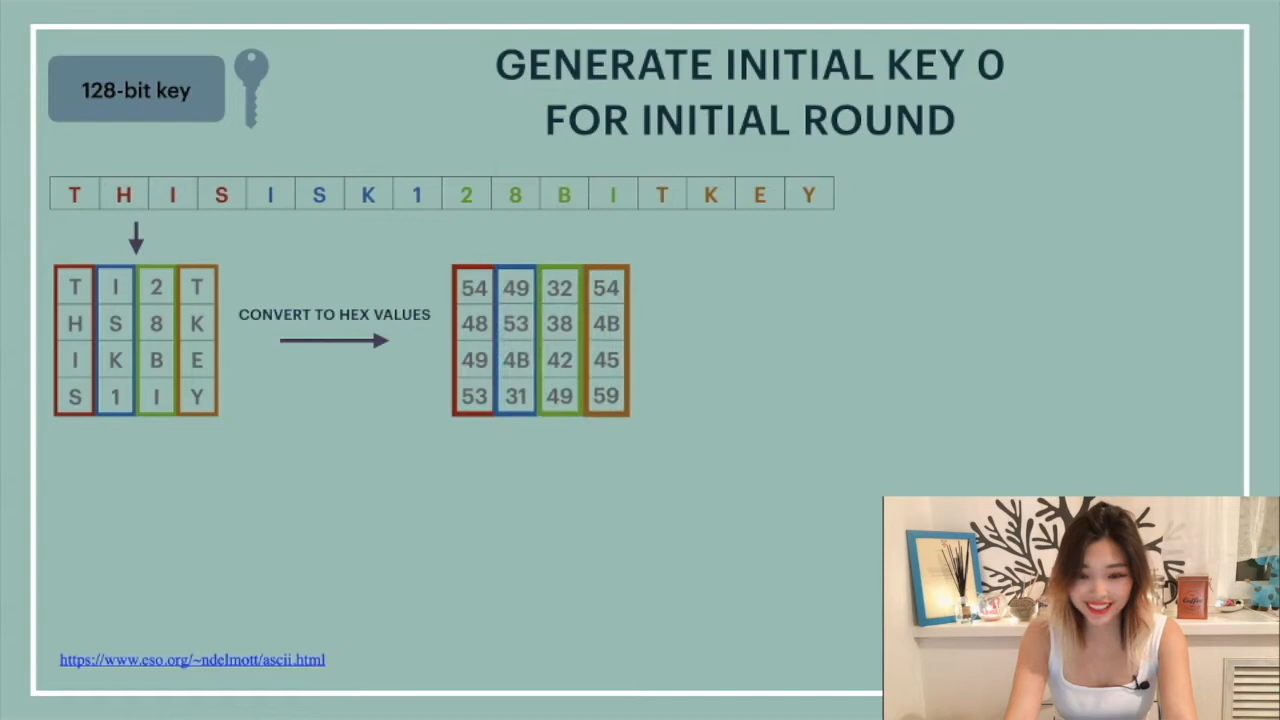 128-bit key
GENERATE INITIAL KEY 0
FOR INITIAL ROUND
T H I S I S K 1 2 8 B I T K E Y
T I 2 T
H S 8 K
I K B E
S 1 I Y
CONVERT TO HEX VALUES
54 49 32 54
48 53 38 4B
49 4B 42 45
53 31 49 59
https://www.eso.org/~ndelmott/ascii.html
Coffee